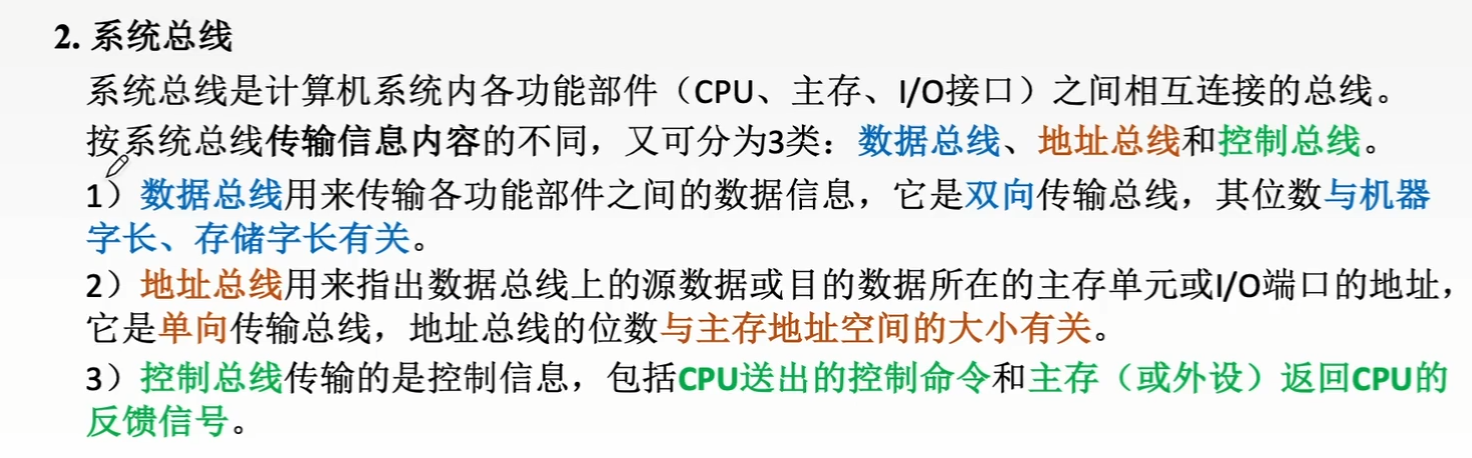 2. 系统总线
系统总线是计算机系统内各功能部件（CPU、主存、I/O接口）之间相互连接的总线。
按系统总线传输信息内容的不同，又可分为3类：数据总线、地址总线和控制总线。
1）数据总线用来传输各功能部件之间的数据信息，它是双向传输总线，其位数与机器
字长、存储字长有关。
2）地址总线用来指出数据总线上的源数据或目的数据所在的主存单元或I/O端口的地址，
它是单向传输总线，地址总线的位数与主存地址空间的大小有关。
3）控制总线传输的是控制信息，包括CPU送出的控制命令和主存（或外设）返回CPU的
反馈信号。